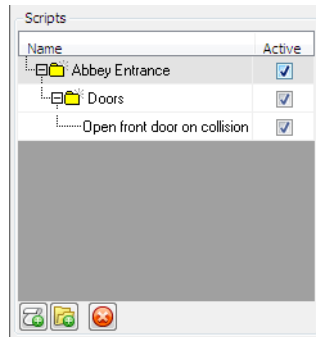 Scripts
Name Active
Abbey Entrance
Doors
Open front door on collision